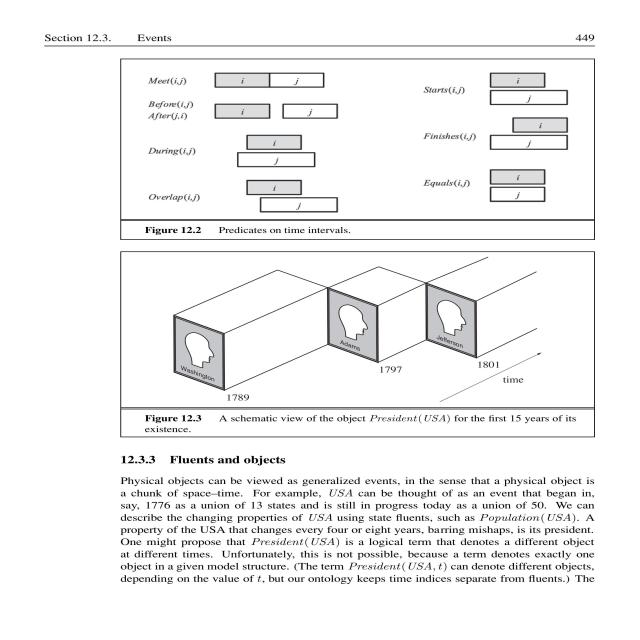 Section 12.3. Events 449
Meet(i,j) i j
Starts(i,j) i
j
Before(i,j)
After(j,i) i j
Finishes(i,j) i
j
During(i,j) i
j
Equals(i,j) i
j
Overlap(i,j) i
j
Figure 12.2 Predicates on time intervals.
Washington
1789
Adams
1797
Jefferson
1801
time
Figure 12.3 A schematic view of the object President(USA) for the first 15 years of its
existence.
12.3.3 Fluents and objects
Physical objects can be viewed as generalized events, in the sense that a physical object is
a chunk of space–time. For example, USA can be thought of as an event that began in,
say, 1776 as a union of 13 states and is still in progress today as a union of 50. We can
describe the changing properties of USA using state fluents, such as Population(USA). A
property of the USA that changes every four or eight years, barring mishaps, is its president.
One might propose that President(USA) is a logical term that denotes a different object
at different times. Unfortunately, this is not possible, because a term denotes exactly one
object in a given model structure. (The term President(USA, t) can denote different objects,
depending on the value of t, but our ontology keeps time indices separate from fluents.) The